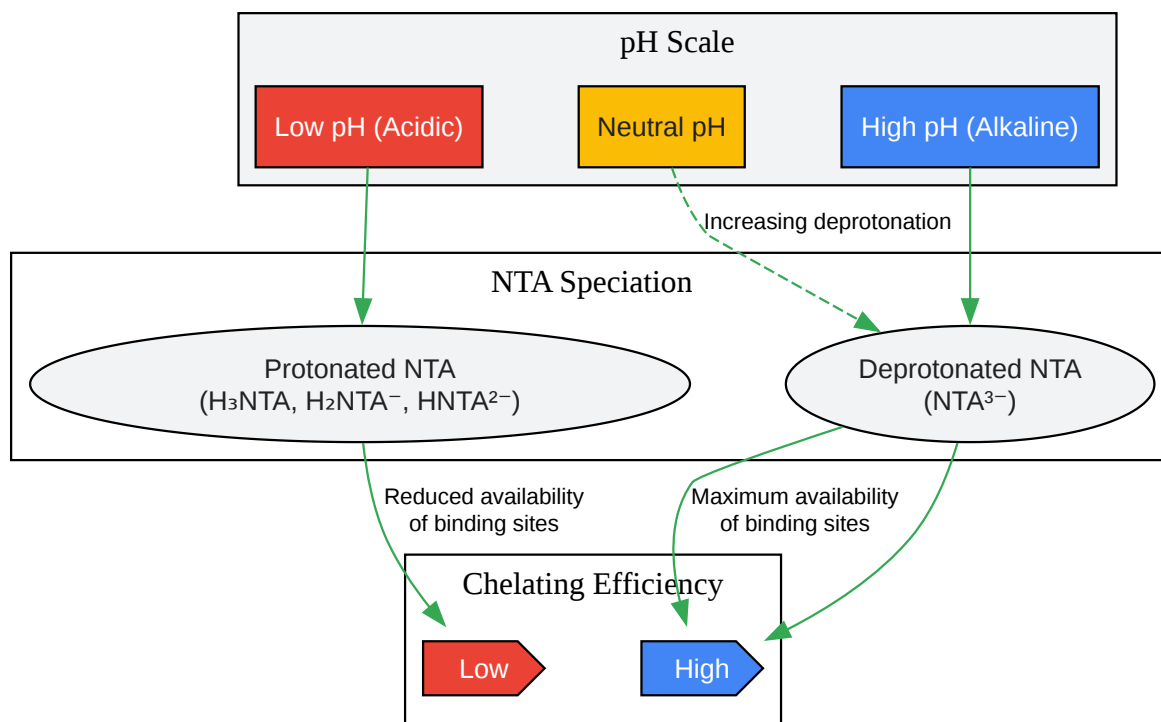 pH Scale
Low pH (Acidic)
Neutral pH
High pH (Alkaline)
Increasing deprotonation
NTA Speciation
Protonated NTA
(H₃NTA, H₂NTA⁻, HNTA²⁻)
Deprotonated NTA
(NTA³⁻)
Reduced availability
of binding sites
Maximum availability
of binding sites
Chelating Efficiency
Low
High